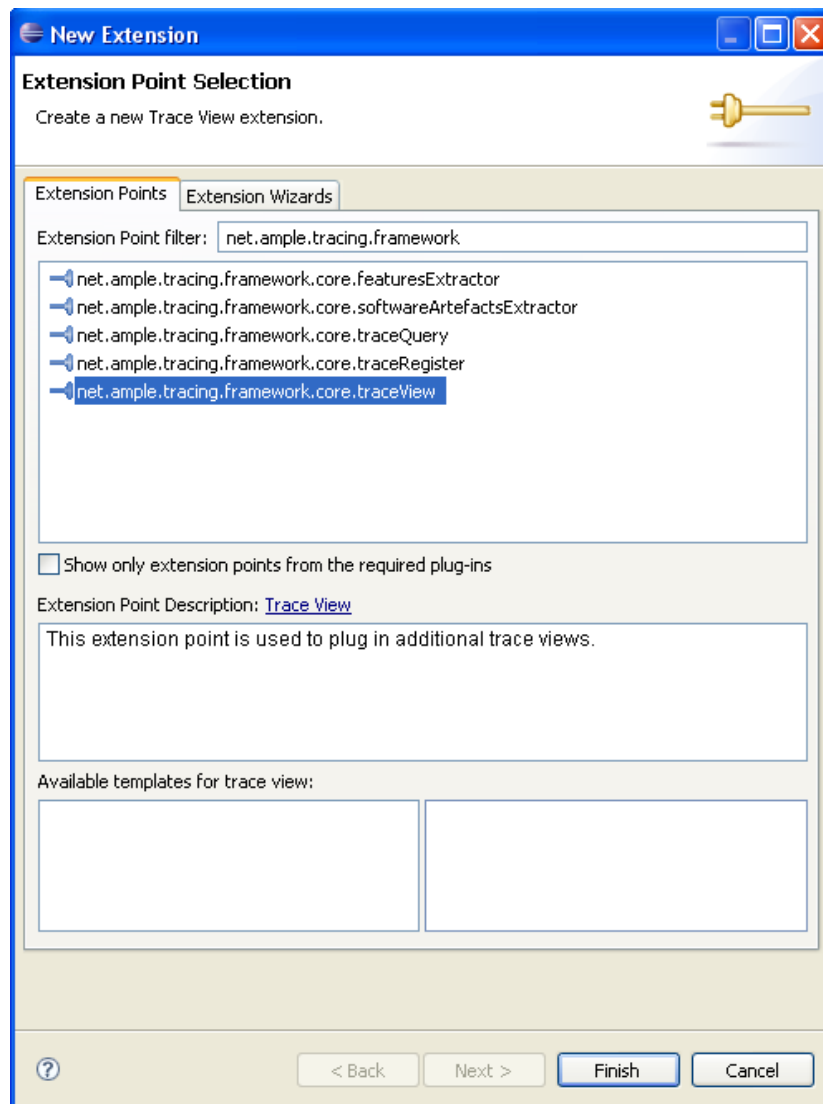 New Extension
Extension Point Selection
Create a new Trace View extension.
Extension Points Extension Wizards
Extension Point filter: net.ample.tracing.framework
net.ample.tracing.framework.core.featuresExtractor
net.ample.tracing.framework.core.softwareArtefactsExtractor
net.ample.tracing.framework.core.traceQuery
net.ample.tracing.framework.core.traceRegister
net.ample.tracing.framework.core.traceView
Show only extension points from the required plug-ins
Extension Point Description: Trace View
This extension point is used to plug in additional trace views.
Available templates for trace view:
? < Back Next > Finish Cancel